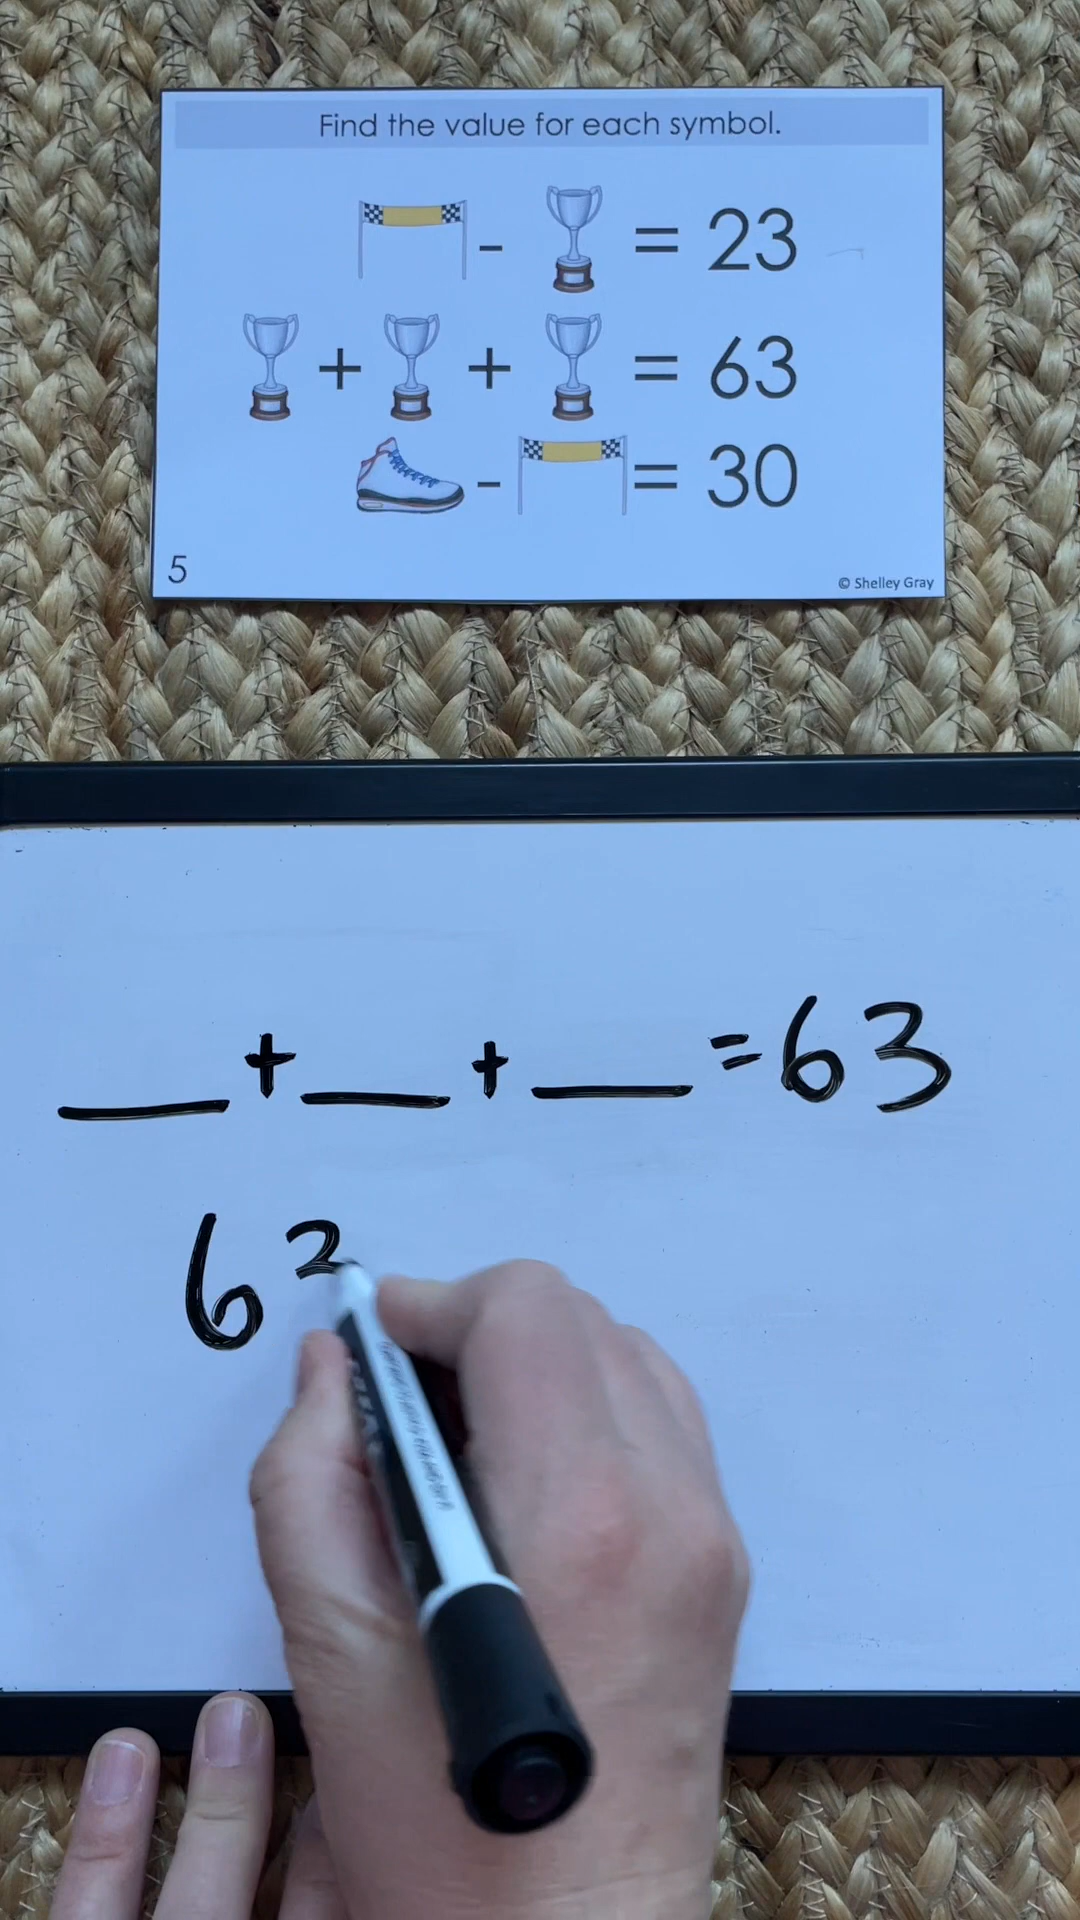 Find the value for each symbol.
- = 23
+ + = 63
- = 30
5
© Shelley Gray
_ + _ + _ = 63
63